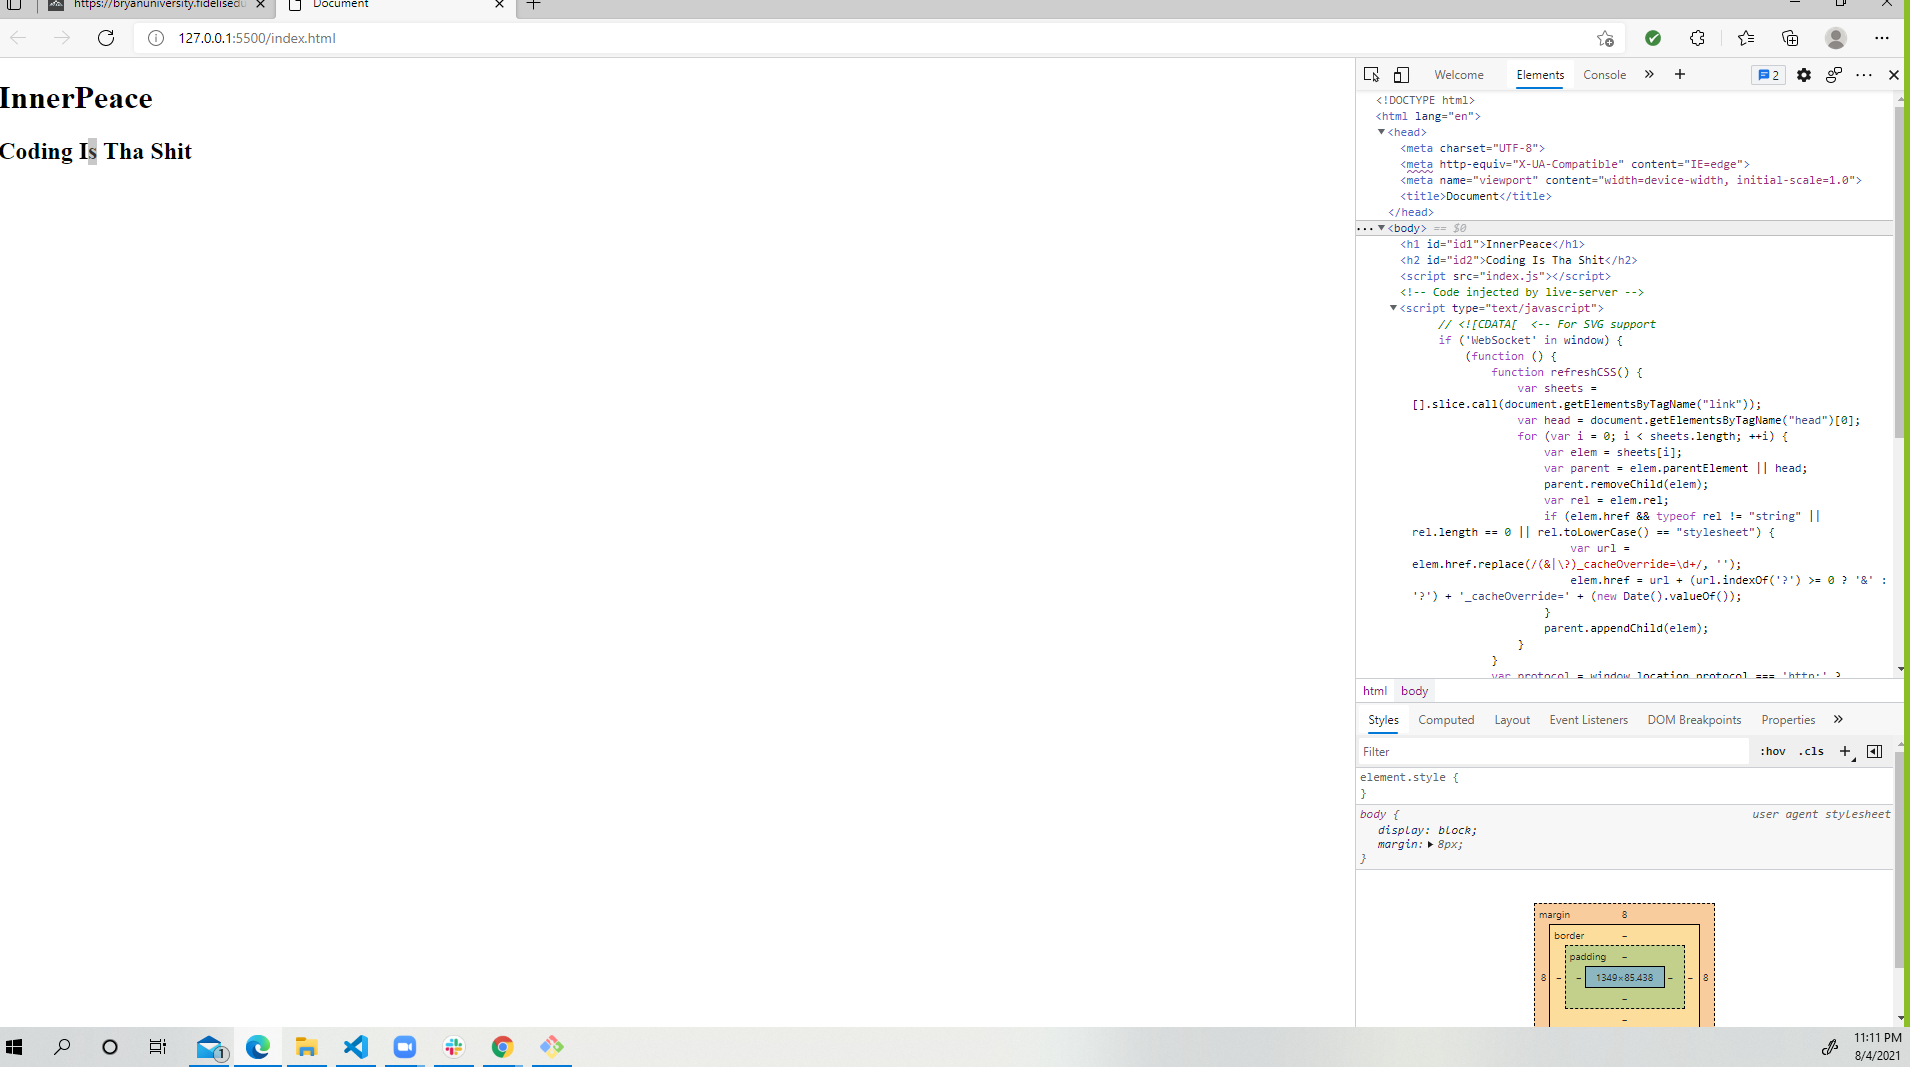 https://bryanuniversity.fidelisedu
Document
127.0.0.1:5500/index.html
InnerPeace
Coding Is Tha Shit
Welcome
Elements
Console
2
<!DOCTYPE html>
<html lang="en">
<head>
<meta charset="UTF-8">
<meta http-equiv="X-UA-Compatible" content="IE=edge">
<meta name="viewport" content="width=device-width, initial-scale=1.0">
<title>Document</title>
</head>
<body> == $0
<h1 id="id1">InnerPeace</h1>
<h2 id="id2">Coding Is Tha Shit</h2>
<script src="index.js"></script>
<!-- Code injected by live-server -->
<script type="text/javascript">
// <![CDATA[  <-- For SVG support
if ('WebSocket' in window) {
(function () {
function refreshCSS() {
var sheets =
[].slice.call(document.getElementsByTagName("link"));
var head = document.getElementsByTagName("head")[0];
for (var i = 0; i < sheets.length; ++i) {
var elem = sheets[i];
var parent = elem.parentElement || head;
parent.removeChild(elem);
var rel = elem.rel;
if (elem.href && typeof rel != "string" ||
rel.length == 0 || rel.toLowerCase() == "stylesheet") {
var url =
elem.href.replace(/(&|\?)_cacheOverride=\d+/, '');
elem.href = url + (url.indexOf('?') >= 0 ? '&' :
'?') + '_cacheOverride=' + (new Date().valueOf());
}
parent.appendChild(elem);
}
}
var protocol = window.location.protocol === 'http:' ?
html body
Styles
Computed
Layout
Event Listeners
DOM Breakpoints
Properties
Filter
:hov .cls
element.style {
}
body {
user agent stylesheet
display: block;
margin: 8px;
}
margin 8
border –
padding –
8 – – 1349×85.438 – – 8
–
–
1
11:11 PM
8/4/2021